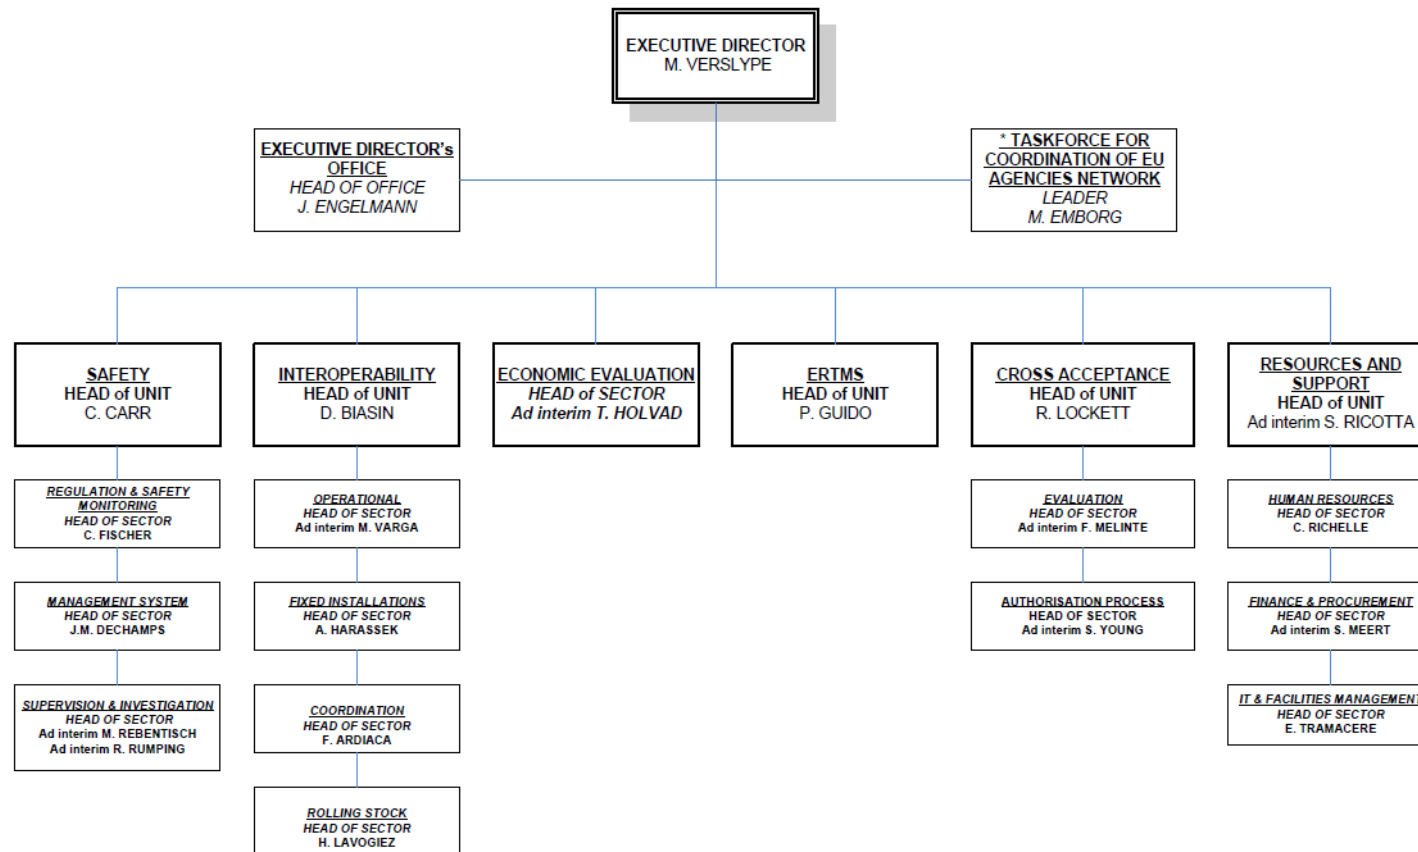 EXECUTIVE DIRECTOR
M. VERSLYPE
EXECUTIVE DIRECTOR's
OFFICE
HEAD OF OFFICE
J. ENGELMANN
* TASKFORCE FOR
COORDINATION OF EU
AGENCIES NETWORK
LEADER
M. EMBORG
SAFETY
HEAD of UNIT
C. CARR
INTEROPERABILITY
HEAD of UNIT
D. BIASIN
ECONOMIC EVALUATION
HEAD of SECTOR
Ad interim T. HOLVAD
ERTMS
HEAD of UNIT
P. GUIDO
CROSS ACCEPTANCE
HEAD of UNIT
R. LOCKETT
RESOURCES AND
SUPPORT
HEAD of UNIT
Ad interim S. RICOTTA
REGULATION & SAFETY
MONITORING
HEAD OF SECTOR
C. FISCHER
OPERATIONAL
HEAD OF SECTOR
Ad interim M. VARGA
EVALUATION
HEAD OF SECTOR
Ad interim F. MELINTE
HUMAN RESOURCES
HEAD OF SECTOR
C. RICHELLE
MANAGEMENT SYSTEM
HEAD OF SECTOR
J.M. DECHAMPS
FIXED INSTALLATIONS
HEAD OF SECTOR
A. HARASSEK
AUTHORISATION PROCESS
HEAD OF SECTOR
Ad interim S. YOUNG
FINANCE & PROCUREMENT
HEAD OF SECTOR
Ad interim S. MEERT
SUPERVISION & INVESTIGATION
HEAD OF SECTOR
Ad interim M. REBENTISCH
Ad interim R. RUMPING
COORDINATION
HEAD OF SECTOR
F. ARDIACA
IT & FACILITIES MANAGEMENT
HEAD OF SECTOR
E. TRAMACERE
ROLLING STOCK
HEAD OF SECTOR
H. LAVOGIEZ